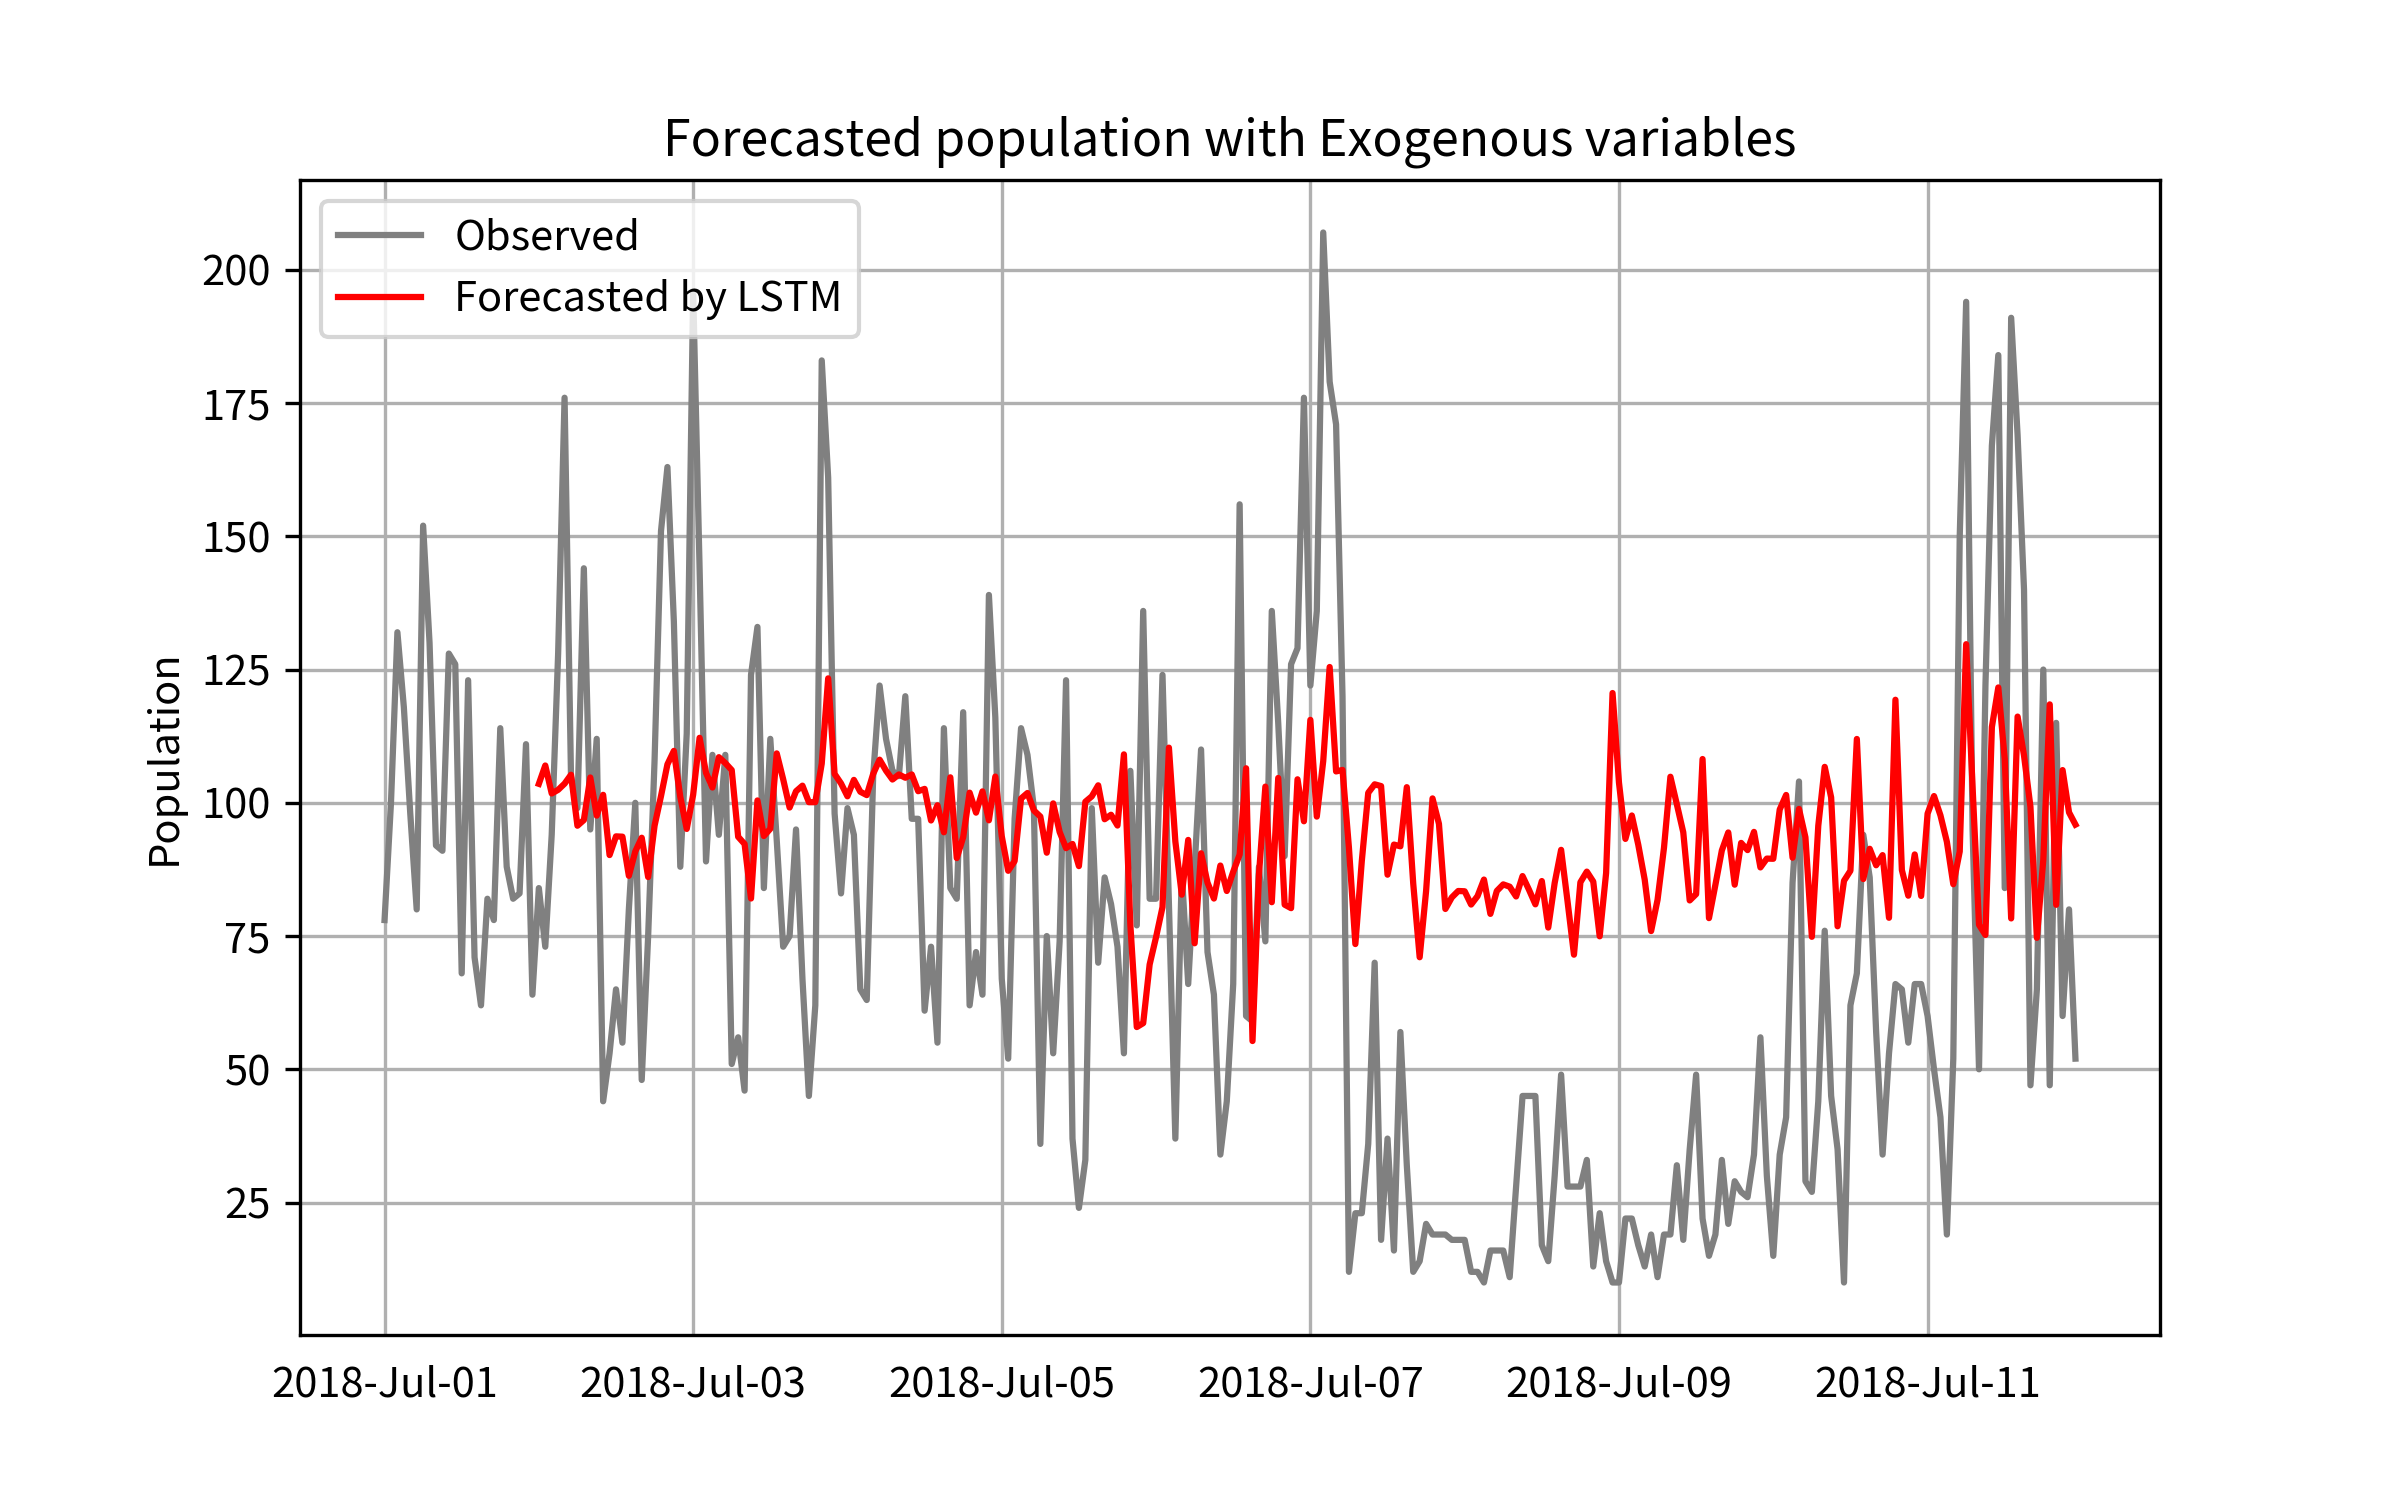 Forecasted population with Exogenous variables
Observed
Forecasted by LSTM
Population
200
175
150
125
100
75
50
25
2018-Jul-01 2018-Jul-03 2018-Jul-05 2018-Jul-07 2018-Jul-09 2018-Jul-11